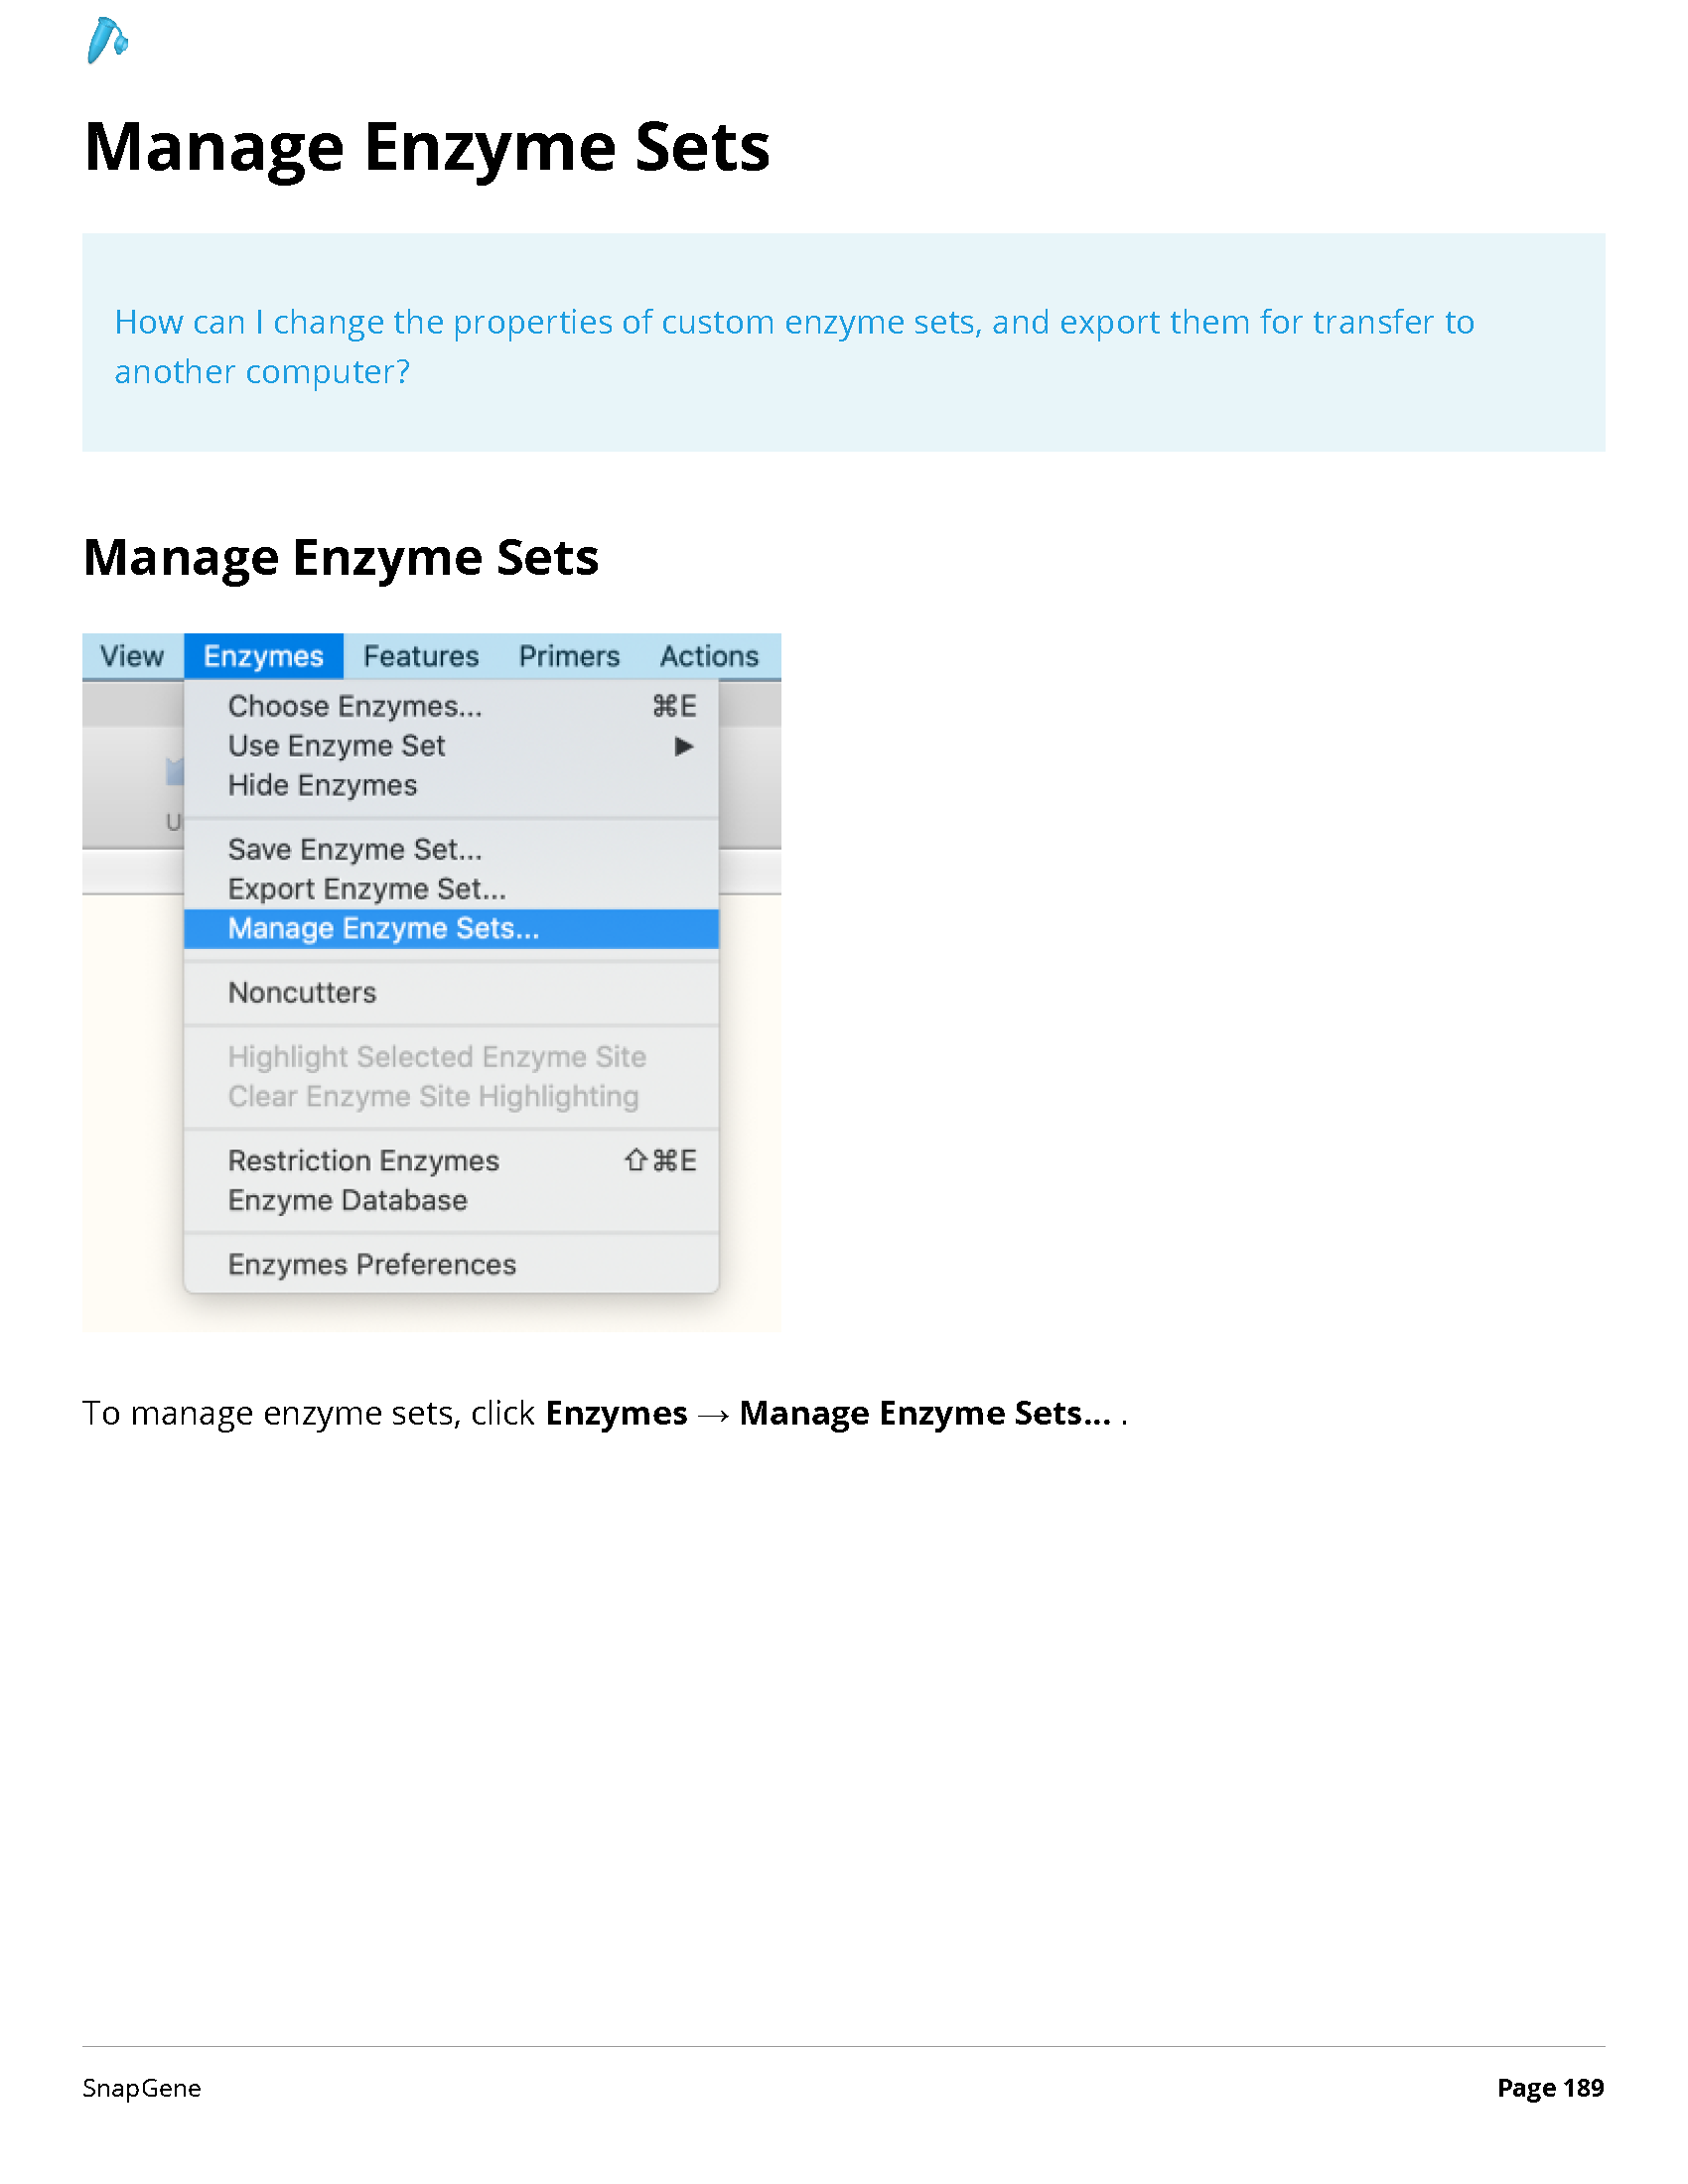 Manage Enzyme Sets
How can I change the properties of custom enzyme sets, and export them for transfer to
another computer?
Manage Enzyme Sets
View Enzymes Features Primers Actions
Choose Enzymes... ⌘E
Use Enzyme Set ▶
Hide Enzymes
U
Save Enzyme Set...
Export Enzyme Set...
Manage Enzyme Sets...
Noncutters
Highlight Selected Enzyme Site
Clear Enzyme Site Highlighting
Restriction Enzymes ⇧⌘E
Enzyme Database
Enzymes Preferences
To manage enzyme sets, click Enzymes → Manage Enzyme Sets... .
SnapGene Page 189